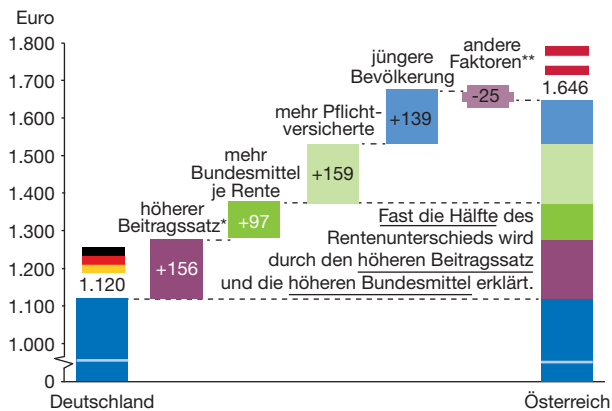 Euro
1.800
1.700
1.600
1.500
1.400
1.300
1.200
1.100
1.000
0
1.120
höherer
Beitragssatz*
+156
mehr
Bundesmittel
je Rente
+97
mehr Pflicht-
versicherte
+159
jüngere
Bevölkerung
+139
andere
Faktoren**
-25
1.646
Fast die Hälfte des
Rentenunterschieds wird
durch den höheren Beitragssatz
und die höheren Bundesmittel erklärt.
Deutschland
Österreich